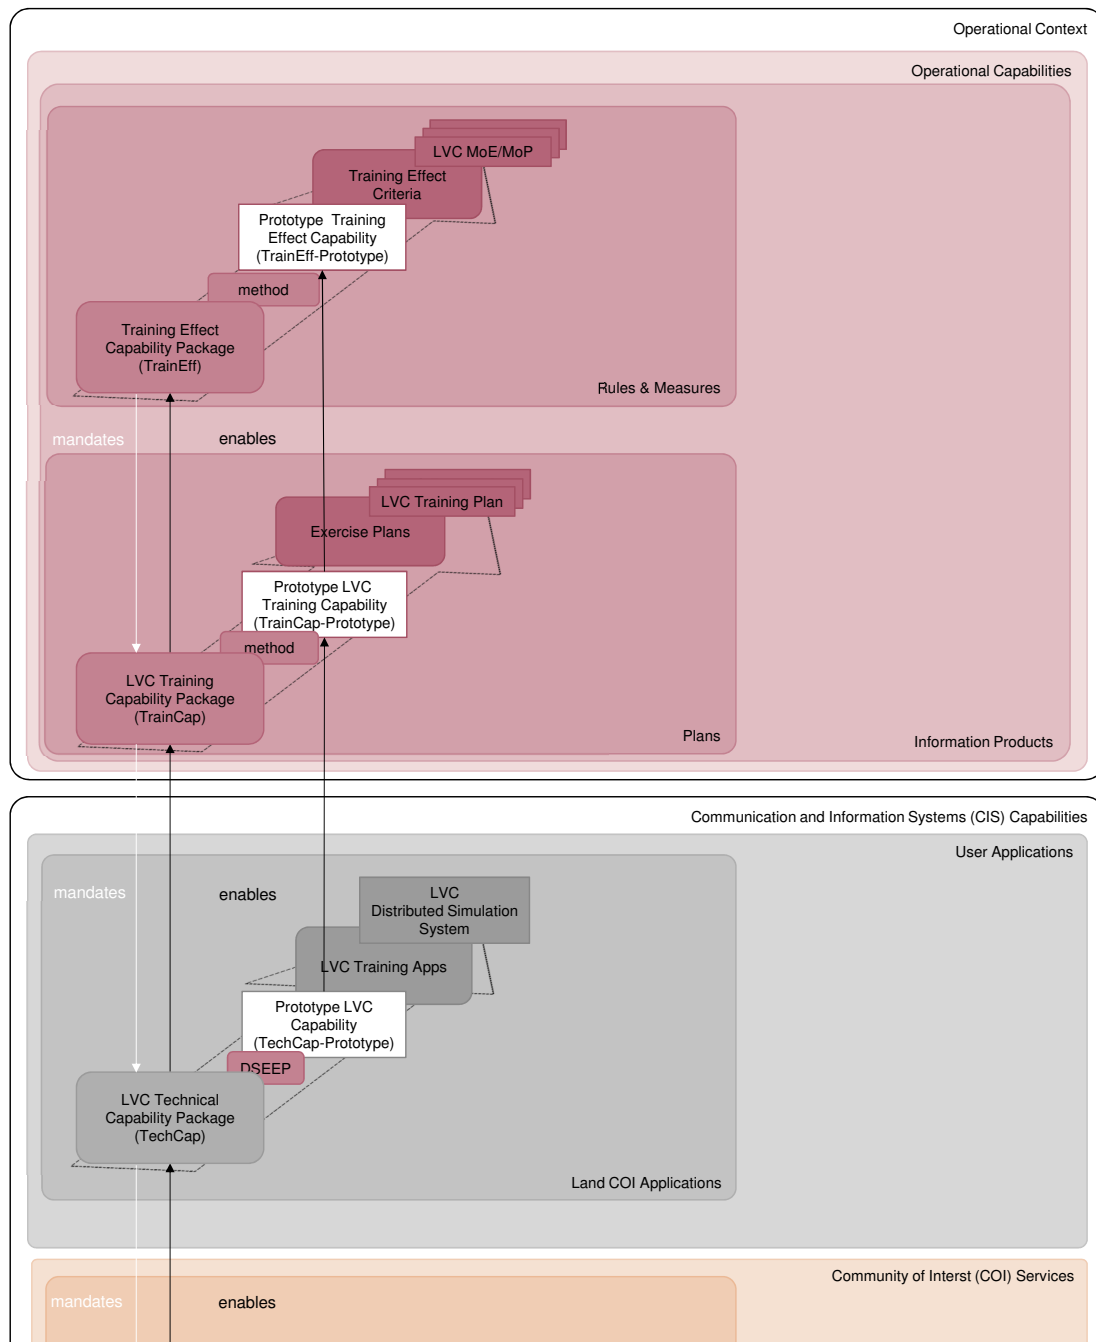 Operational Context
Operational Capabilities
LVC MoE/MoP
Training Effect
Criteria
Prototype Training
Effect Capability
(TrainEff-Prototype)
method
Training Effect
Capability Package
(TrainEff)
Rules & Measures
mandates
enables
LVC Training Plan
Exercise Plans
Prototype LVC
Training Capability
(TrainCap-Prototype)
method
LVC Training
Capability Package
(TrainCap)
Plans
Information Products
Communication and Information Systems (CIS) Capabilities
User Applications
mandates
enables
LVC
Distributed Simulation
System
LVC Training Apps
Prototype LVC
Capability
(TechCap-Prototype)
DSEEP
LVC Technical
Capability Package
(TechCap)
Land COI Applications
Community of Interst (COI) Services
mandates
enables